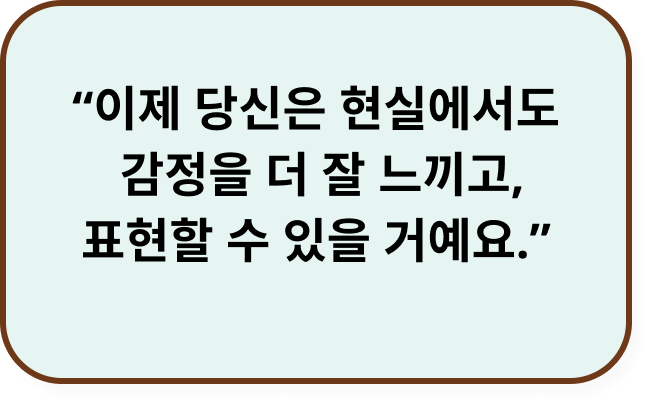 “이제 당신은 현실에서도
감정을 더 잘 느끼고,
표현할 수 있을 거예요.”